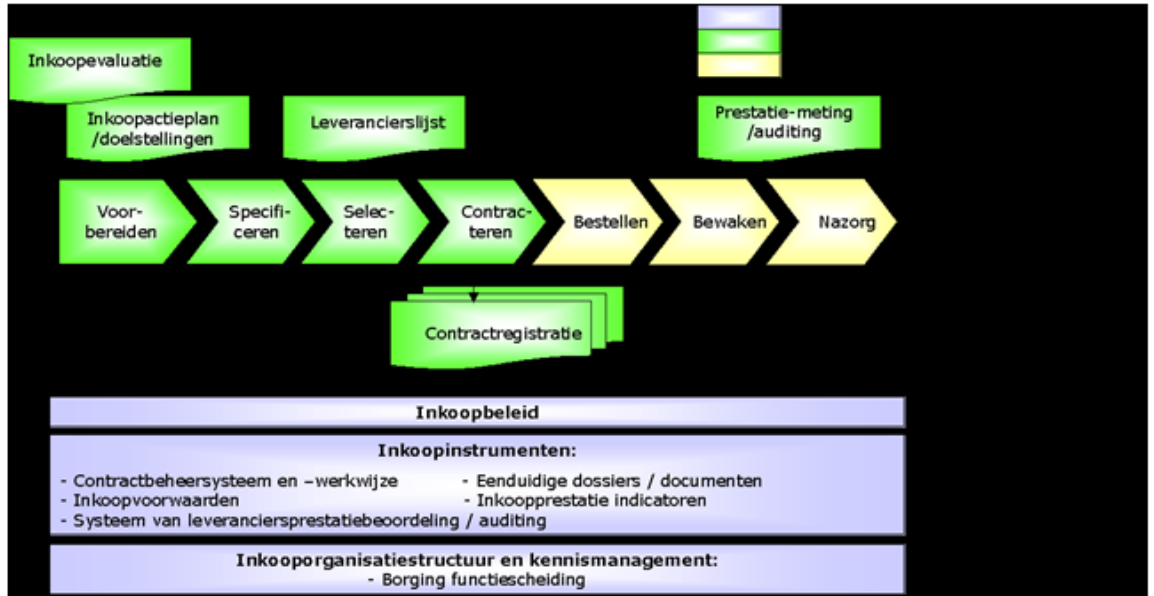 Inkoopevaluatie
Inkoopactieplan
/doelstellingen
Leverancierslijst
Prestatie-meting
/auditing
Voor-
bereiden
Specifi-
ceren
Selec-
teren
Contrac-
teren
Bestellen
Bewaken
Nazorg
Contractregistratie
Inkoopbeleid
Inkoopinstrumenten:
- Contractbeheersysteem en –werkwijze
- Eenduidige dossiers / documenten
- Inkoopvoorwaarden
- Inkoopprestatie indicatoren
- Systeem van leveranciersprestatiebeoordeling / auditing
Inkooporganisatiestructuur en kennismanagement:
- Borging functiescheiding